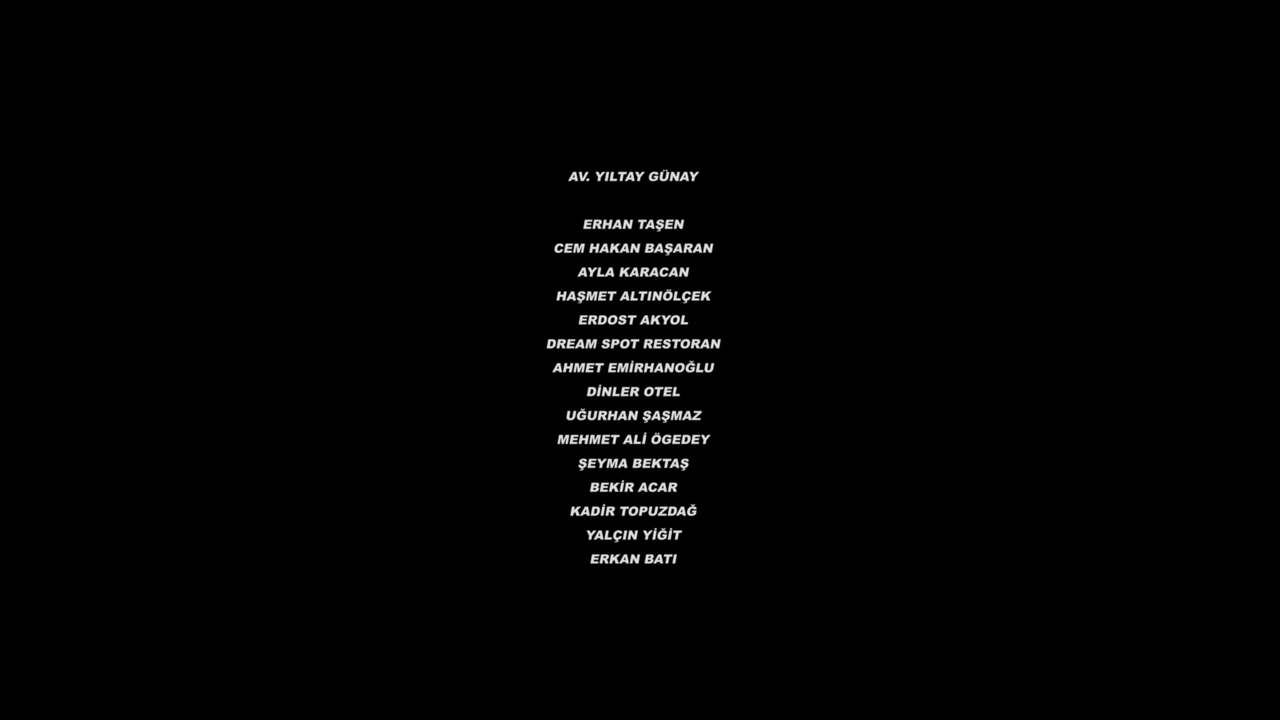 AV. YILTAY GÜNAY
ERHAN TAŞEN
CEM HAKAN BAŞARAN
AYLA KARACAN
HAŞMET ALTINÖLÇEK
ERDOST AKYOL
DREAM SPOT RESTORAN
AHMET EMİRHANOĞLU
DİNLER OTEL
UĞURHAN ŞAŞMAZ
MEHMET ALİ ÖGEDEY
ŞEYMA BEKTAŞ
BEKİR ACAR
KADİR TOPUZDAĞ
YALÇIN YİĞİT
ERKAN BATI